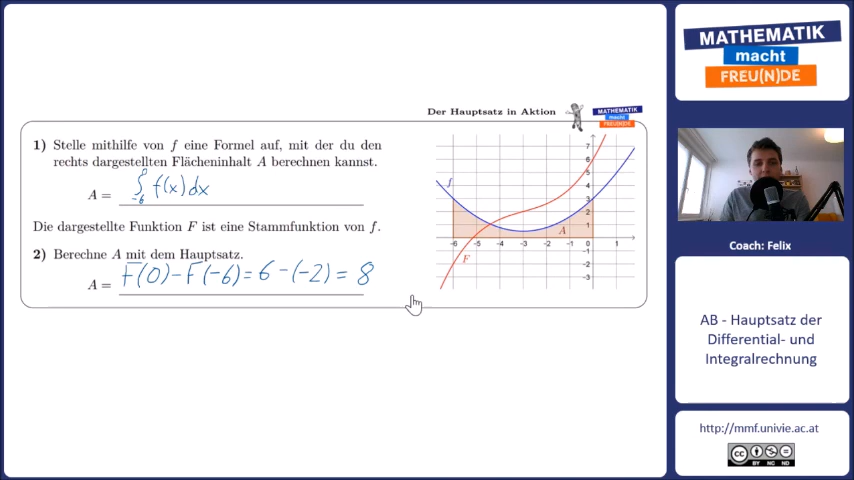 MATHEMATIK
macht
FREU(N)DE
Der Hauptsatz in Aktion
MATHEMATIK
macht
FREU(N)DE
1) Stelle mithilfe von f eine Formel auf, mit der du den
rechts dargestellten Flächeninhalt A berechnen kannst.
A = ∫₋₆⁰ f(x) dx
Die dargestellte Funktion F ist eine Stammfunktion von f.
2) Berechne A mit dem Hauptsatz.
A = F(0) – F(–6) = 6 – (–2) = 8
7
6
5
4
3
2
1
-6 -5 -4 -3 -2 -1 0 1
-1
-2
-3
f
A
F
Coach: Felix
AB - Hauptsatz der
Differential- und
Integralrechnung
http://mmf.univie.ac.at
cc
BY NC ND